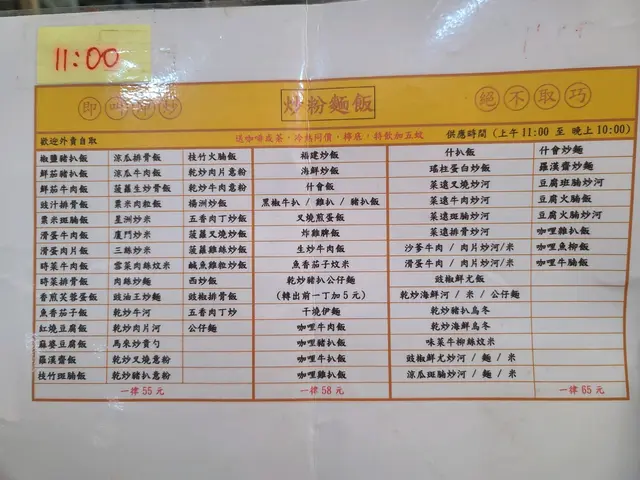 11:00
即叫即炒 炒粉麵飯 絕不取巧
歡迎外賣自取 送咖啡或茶，冷熱同價，轉底，特飲加五蚊 供應時間 (上午 11:00 至 晚上 10:00)
椒鹽豬扒飯 涼瓜排骨飯 枝竹火腩飯 福建炒飯 什扒飯 什會炒麵
鮮茄豬扒飯 涼瓜牛肉飯 乾炒肉片意粉 海鮮炒飯 瑤柱蛋白炒飯 羅漢齋炒麵
鮮茄牛肉飯 菠蘿生炒骨飯 乾炒牛肉意粉 什會飯 菜遠叉燒炒河 豆腐班腩炒河
豉汁排骨飯 粟米肉粒飯 揚洲炒飯 黑椒牛扒 / 雞扒 / 豬扒飯 菜遠牛肉炒河 豆腐火腩飯
粟米斑腩飯 星洲炒米 五香肉丁炒飯 叉燒煎蛋飯 菜遠斑腩炒河 豆腐火腩炒河
滑蛋牛肉飯 廈門炒米 菠蘿叉燒炒飯 炸雞脾飯 菜遠排骨炒河 咖喱雞扒飯
滑蛋肉片飯 三絲炒米 菠蘿雞絲炒飯 生炒牛肉飯 沙爹牛肉 / 肉片炒河/米 咖喱魚柳飯
時菜牛肉飯 雪菜肉絲炆米 鹹魚雞粒炒飯 魚香茄子炆米 滑蛋牛肉 / 肉片炒河/米 咖喱牛腩飯
時菜排骨飯 肉絲炒麵 西炒飯 乾炒豬扒公仔麵 豉椒鮮尤飯
香煎芙蓉蛋飯 豉油王炒麵 豉椒排骨飯 (轉出前一丁加 5 元) 乾炒海鮮河 / 米 / 公仔麵
魚香茄子飯 乾炒牛河 五香肉丁炒 干燒伊麵 乾炒豬扒烏冬
紅燒豆腐飯 乾炒肉片河 公仔麵 咖喱牛肉飯 乾炒海鮮烏冬
麻婆豆腐飯 馬來炒貴刁 咖喱豬扒飯 味菜牛柳絲炆米
羅漢齋飯 乾炒叉燒意粉 咖喱牛扒飯 豉椒鮮尤炒河 / 麵 / 米
枝竹斑腩飯 乾炒豬扒意粉 咖喱雞扒飯 涼瓜斑腩炒河 / 麵 / 米
一律 55 元 一律 58 元 一律 65 元